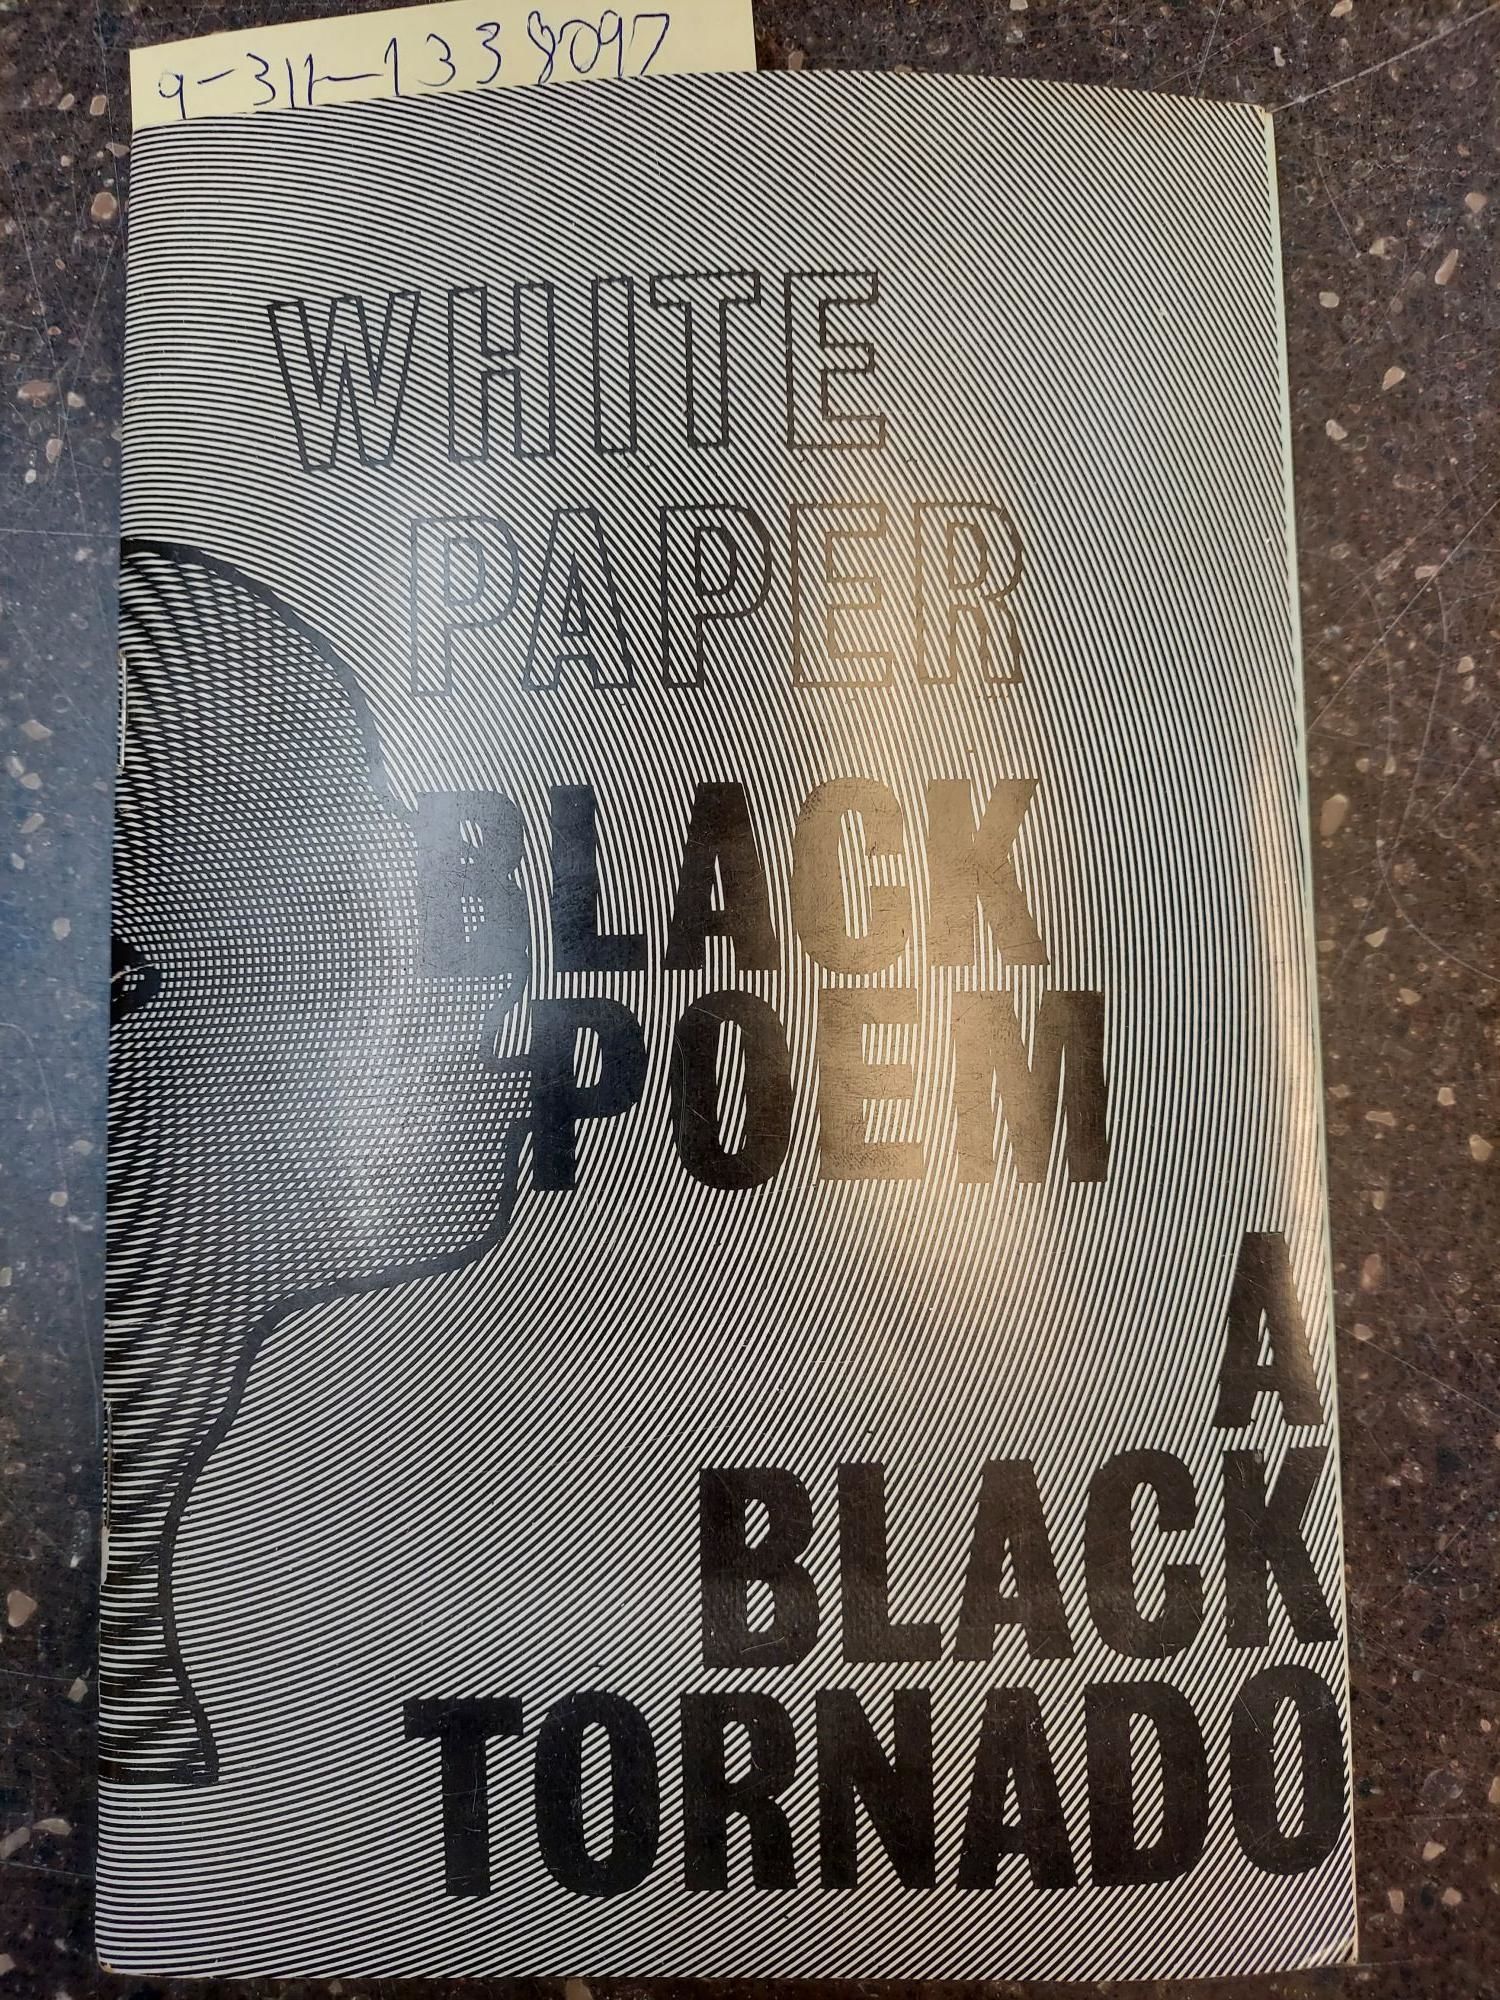 9-311-1338097
WHITE
PAPER
BLACK
POEM
A
BLACK
TORNADO